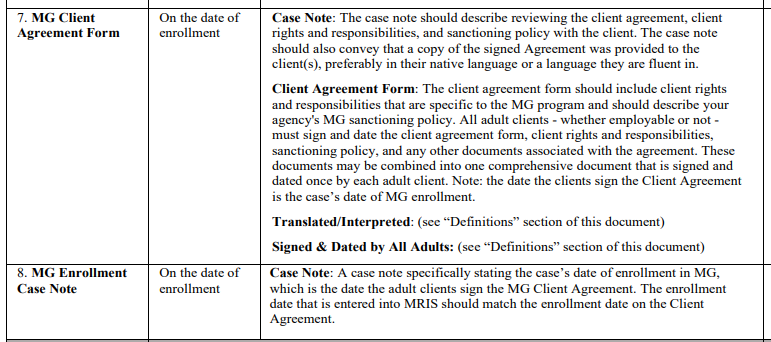 7. MG Client
Agreement Form
On the date of
enrollment
Case Note: The case note should describe reviewing the client agreement, client
rights and responsibilities, and sanctioning policy with the client. The case note
should also convey that a copy of the signed Agreement was provided to the
client(s), preferably in their native language or a language they are fluent in.
Client Agreement Form: The client agreement form should include client rights
and responsibilities that are specific to the MG program and should describe your
agency's MG sanctioning policy. All adult clients - whether employable or not -
must sign and date the client agreement form, client rights and responsibilities,
sanctioning policy, and any other documents associated with the agreement. These
documents may be combined into one comprehensive document that is signed and
dated once by each adult client. Note: the date the clients sign the Client Agreement
is the case's date of MG enrollment.
Translated/Interpreted: (see “Definitions” section of this document)
Signed & Dated by All Adults: (see “Definitions” section of this document)
8. MG Enrollment
Case Note
On the date of
enrollment
Case Note: A case note specifically stating the case's date of enrollment in MG,
which is the date the adult clients sign the MG Client Agreement. The enrollment
date that is entered into MRIS should match the enrollment date on the Client
Agreement.